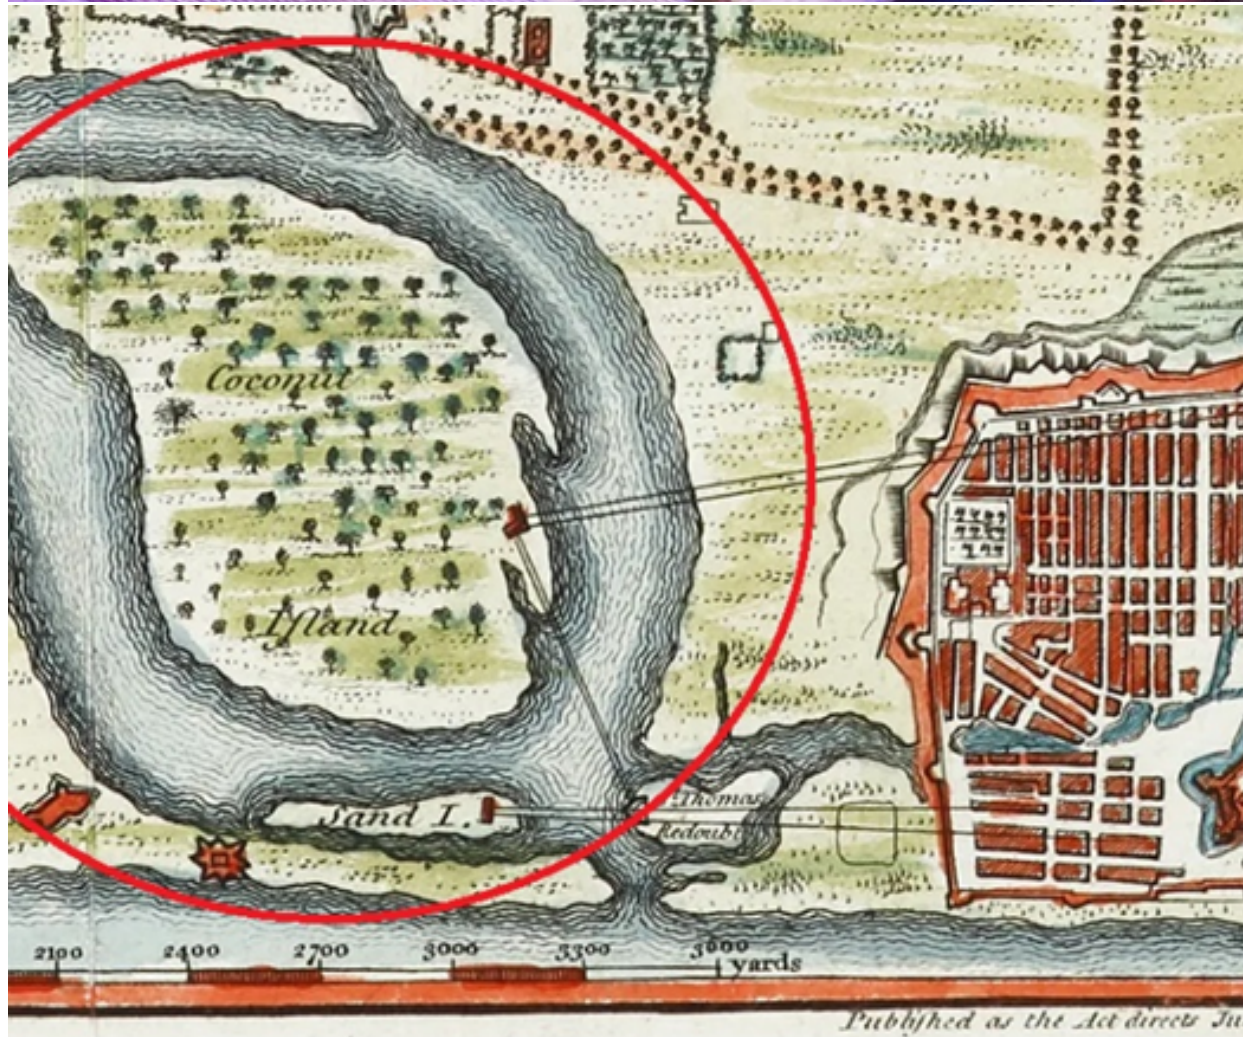 Coconut
Iſland
Sand I.
Thomas
Redoubt
2100 2400 2700 3000 3300 3600
yards
Publiſhed as the Act directs